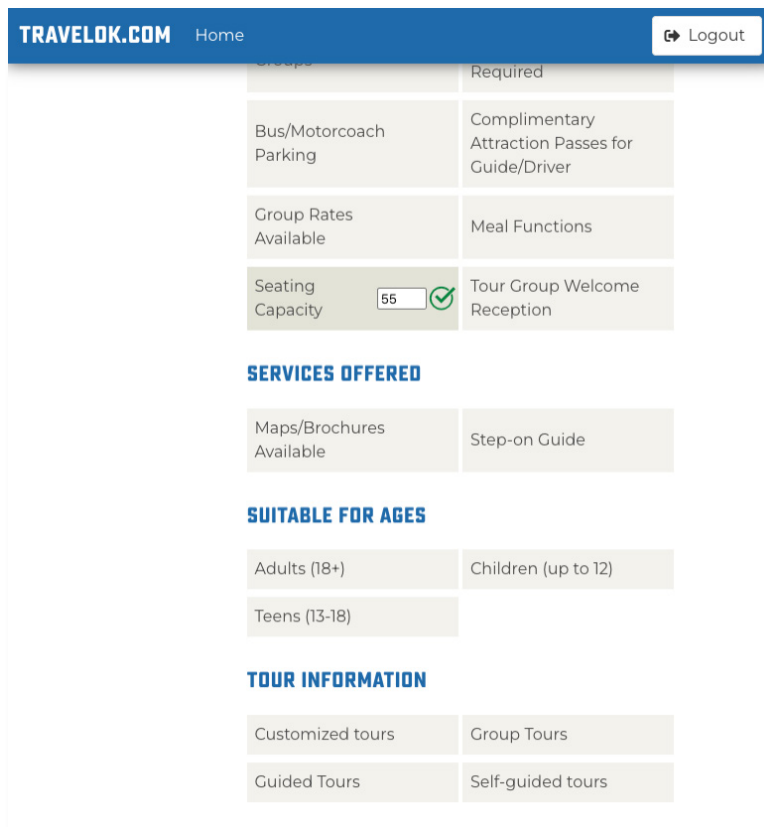 TRAVELOK.COM Home Logout
Groups
Required
Bus/Motorcoach
Parking
Complimentary
Attraction Passes for
Guide/Driver
Group Rates
Available
Meal Functions
Seating
Capacity
55
Tour Group Welcome
Reception
SERVICES OFFERED
Maps/Brochures
Available
Step-on Guide
SUITABLE FOR AGES
Adults (18+)
Children (up to 12)
Teens (13-18)
TOUR INFORMATION
Customized tours
Group Tours
Guided Tours
Self-guided tours